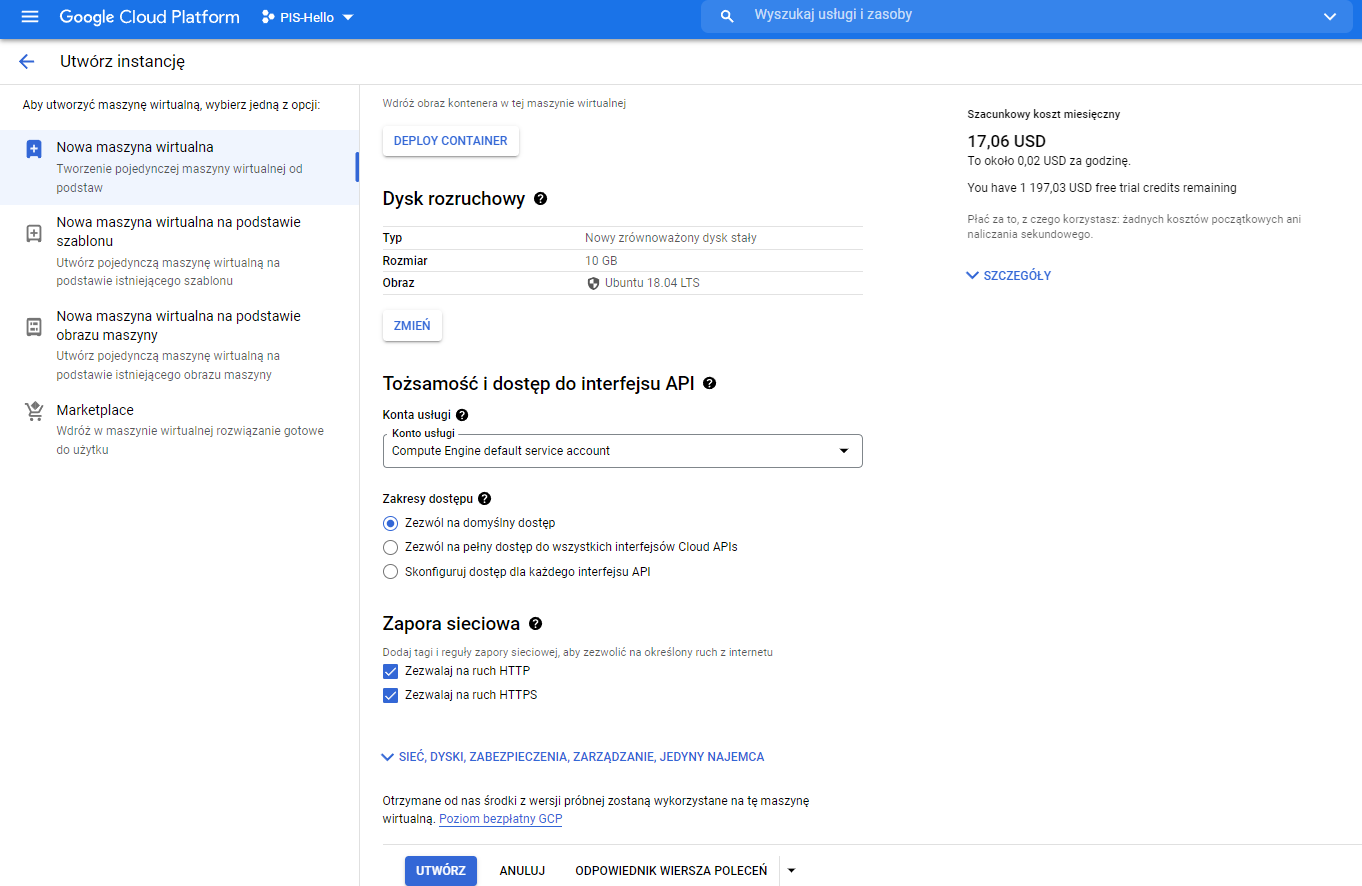 Google Cloud Platform
PIS-Hello
Wyszukaj usługi i zasoby
Utwórz instancję
Aby utworzyć maszynę wirtualną, wybierz jedną z opcji:
Nowa maszyna wirtualna
Tworzenie pojedynczej maszyny wirtualnej od
podstaw
Nowa maszyna wirtualna na podstawie
szablonu
Utwórz pojedynczą maszynę wirtualną na
podstawie istniejącego szablonu
Nowa maszyna wirtualna na podstawie
obrazu maszyny
Utwórz pojedynczą maszynę wirtualną na
podstawie istniejącego obrazu maszyny
Marketplace
Wdróż w maszynie wirtualnej rozwiązanie gotowe
do użytku
Wdróż obraz kontenera w tej maszynie wirtualnej
DEPLOY CONTAINER
Dysk rozruchowy
Typ Nowy zrównoważony dysk stały
Rozmiar 10 GB
Obraz Ubuntu 18.04 LTS
ZMIEŃ
Tożsamość i dostęp do interfejsu API
Konta usługi
Konto usługi
Compute Engine default service account
Zakresy dostępu
Zezwól na domyślny dostęp
Zezwól na pełny dostęp do wszystkich interfejsów Cloud APIs
Skonfiguruj dostęp dla każdego interfejsu API
Zapora sieciowa
Dodaj tagi i reguły zapory sieciowej, aby zezwolić na określony ruch z internetu
Zezwalaj na ruch HTTP
Zezwalaj na ruch HTTPS
SIEĆ, DYSKI, ZABEZPIECZENIA, ZARZĄDZANIE, JEDYNY NAJEMCA
Otrzymane od nas środki z wersji próbnej zostaną wykorzystane na tę maszynę
wirtualną. Poziom bezpłatny GCP
UTWÓRZ
ANULUJ
ODPOWIEDNIK WIERSZA POLECEŃ
Szacunkowy koszt miesięczny
17,06 USD
To około 0,02 USD za godzinę.
You have 1 197,03 USD free trial credits remaining
Płać za to, z czego korzystasz: żadnych kosztów początkowych ani
naliczania sekundowego.
SZCZEGÓŁY